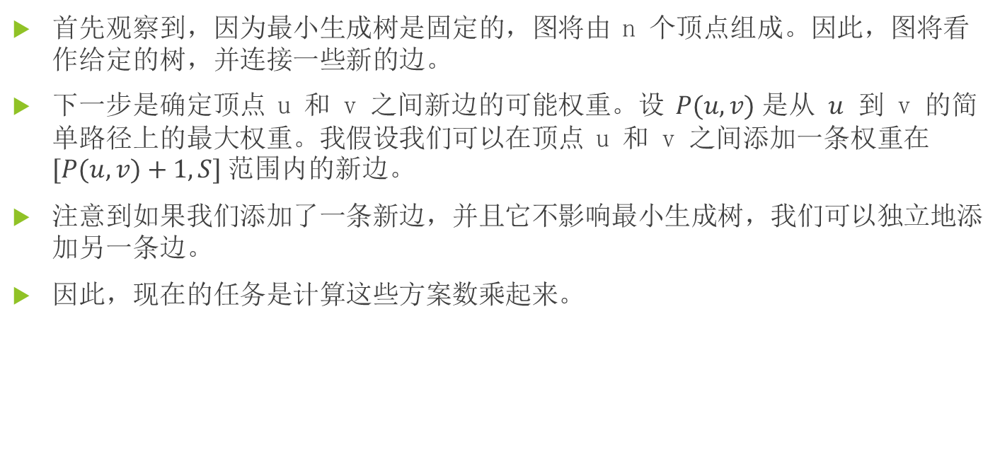 首先观察到，因为最小生成树是固定的，图将由 n 个顶点组成。因此，图将看
作给定的树，并连接一些新的边。
下一步是确定顶点 u 和 v 之间新边的可能权重。设 P(u,v) 是从 u 到 v 的简
单路径上的最大权重。我假设我们可以在顶点 u 和 v 之间添加一条权重在
[P(u,v) + 1,S] 范围内的新边。
注意到如果我们添加了一条新边，并且它不影响最小生成树，我们可以独立地添
加另一条边。
因此，现在的任务是计算这些方案数乘起来。